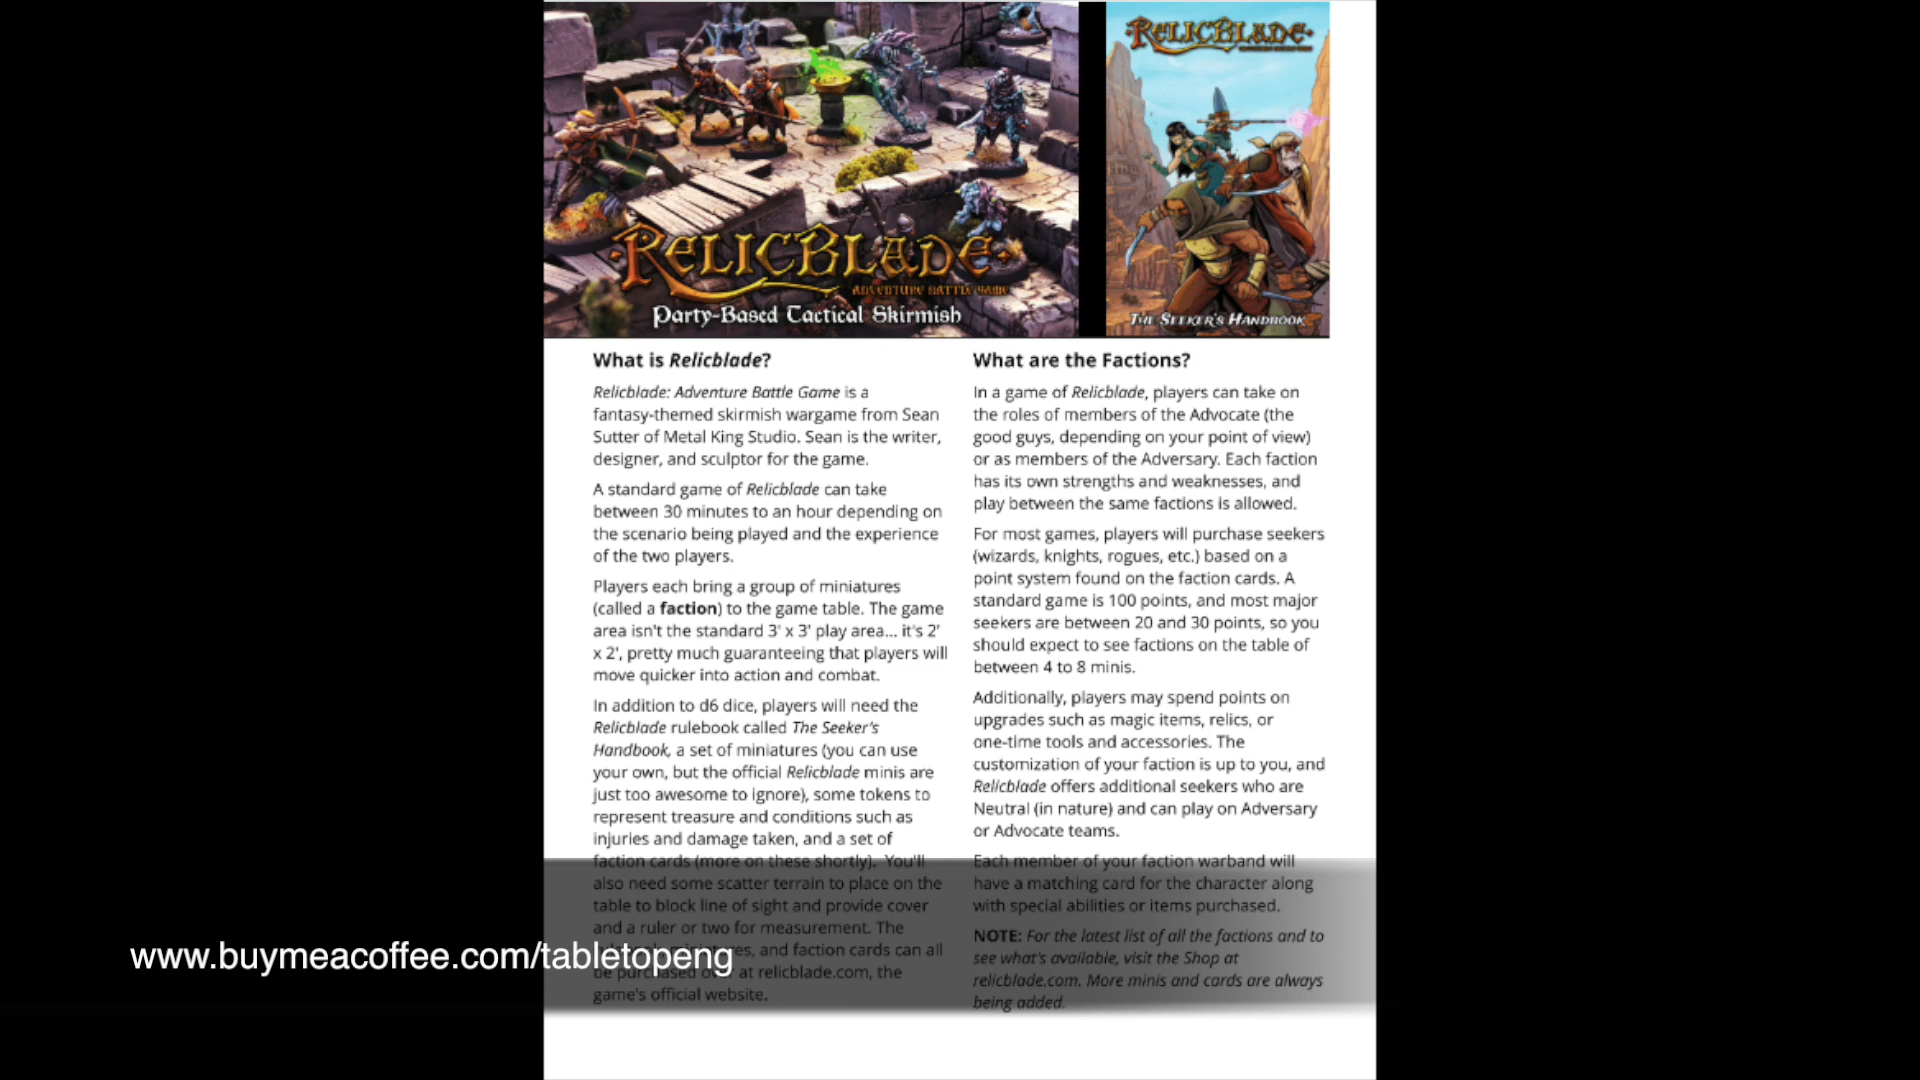 RELICBLADE
ADVENTURE BATTLE GAME
Party-Based Tactical Skirmish
RELICBLADE
THE SEEKER'S HANDBOOK
What is Relicblade?
Relicblade: Adventure Battle Game is a
fantasy-themed skirmish wargame from Sean
Sutter of Metal King Studio. Sean is the writer,
designer, and sculptor for the game.
A standard game of Relicblade can take
between 30 minutes to an hour depending on
the scenario being played and the experience
of the two players.
Players each bring a group of miniatures
(called a faction) to the game table. The game
area isn't the standard 3' x 3' play area... it's 2'
x 2', pretty much guaranteeing that players will
move quicker into action and combat.
In addition to d6 dice, players will need the
Relicblade rulebook called The Seeker's
Handbook, a set of miniatures (you can use
your own, but the official Relicblade minis are
just too awesome to ignore), some tokens to
represent treasure and conditions such as
injuries and damage taken, and a set of
faction cards (more on these shortly). You'll
also need some scatter terrain to place on the
table to block line of sight and provide cover
and a ruler or two for measurement. The
and faction cards can all
be purchased over at relicblade.com, the
game's official website.
What are the Factions?
In a game of Relicblade, players can take on
the roles of members of the Advocate (the
good guys, depending on your point of view)
or as members of the Adversary. Each faction
has its own strengths and weaknesses, and
play between the same factions is allowed.
For most games, players will purchase seekers
(wizards, knights, rogues, etc.) based on a
point system found on the faction cards. A
standard game is 100 points, and most major
seekers are between 20 and 30 points, so you
should expect to see factions on the table of
between 4 to 8 minis.
Additionally, players may spend points on
upgrades such as magic items, relics, or
one-time tools and accessories. The
customization of your faction is up to you, and
Relicblade offers additional seekers who are
Neutral (in nature) and can play on Adversary
or Advocate teams.
Each member of your faction warband will
have a matching card for the character along
with special abilities or items purchased.
NOTE: For the latest list of all the factions and to
see what's available, visit the Shop at
relicblade.com. More minis and cards are always
being added.
www.buymeacoffee.com/tabletopeng